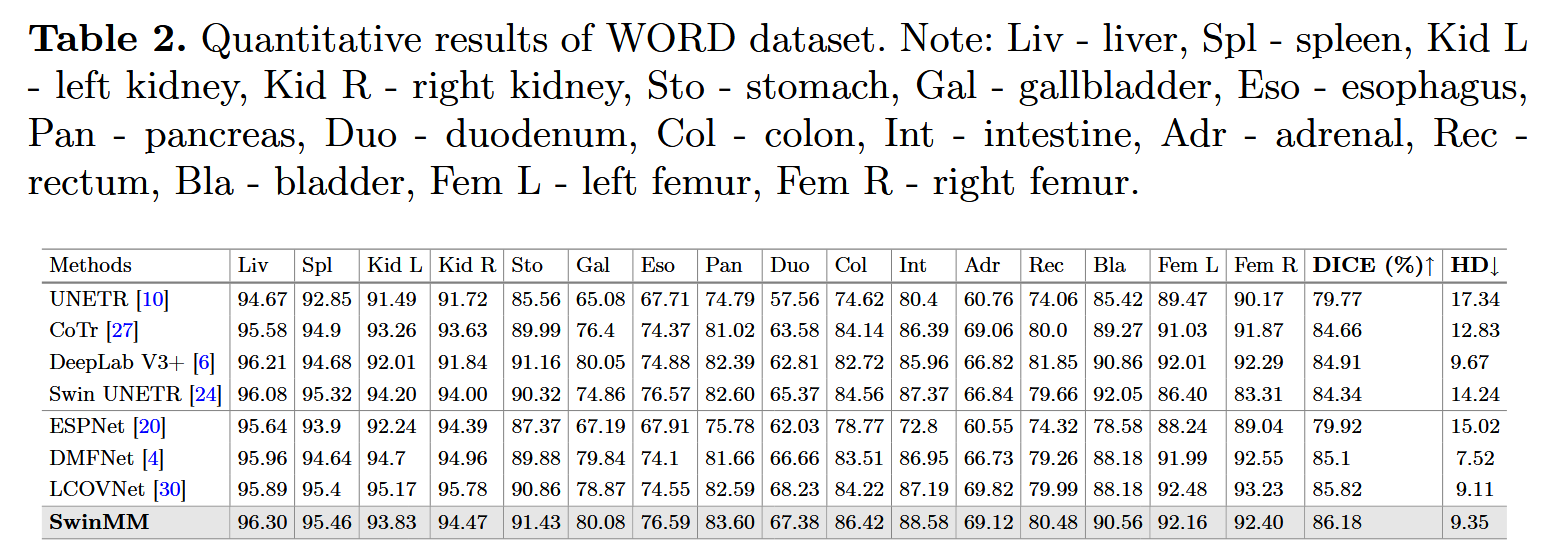 Table 2. Quantitative results of WORD dataset. Note: Liv - liver, Spl - spleen, Kid L
- left kidney, Kid R - right kidney, Sto - stomach, Gal - gallbladder, Eso - esophagus,
Pan - pancreas, Duo - duodenum, Col - colon, Int - intestine, Adr - adrenal, Rec -
rectum, Bla - bladder, Fem L - left femur, Fem R - right femur.
Methods Liv Spl Kid L Kid R Sto Gal Eso Pan Duo Col Int Adr Rec Bla Fem L Fem R DICE (%)↑ HD↓
UNETR [10] 94.67 92.85 91.49 91.72 85.56 65.08 67.71 74.79 57.56 74.62 80.4 60.76 74.06 85.42 89.47 90.17 79.77 17.34
CoTr [27] 95.58 94.9 93.26 93.63 89.99 76.4 74.37 81.02 63.58 84.14 86.39 69.06 80.0 89.27 91.03 91.87 84.66 12.83
DeepLab V3+ [6] 96.21 94.68 92.01 91.84 91.16 80.05 74.88 82.39 62.81 82.72 85.96 66.82 81.85 90.86 92.01 92.29 84.91 9.67
Swin UNETR [24] 96.08 95.32 94.20 94.00 90.32 74.86 76.57 82.60 65.37 84.56 87.37 66.84 79.66 92.05 86.40 83.31 84.34 14.24
ESPNet [20] 95.64 93.9 92.24 94.39 87.37 67.19 67.91 75.78 62.03 78.77 72.8 60.55 74.32 78.58 88.24 89.04 79.92 15.02
DMFNet [4] 95.96 94.64 94.7 94.96 89.88 79.84 74.1 81.66 66.66 83.51 86.95 66.73 79.26 88.18 91.99 92.55 85.1 7.52
LCOVNet [30] 95.89 95.4 95.17 95.78 90.86 78.87 74.55 82.59 68.23 84.22 87.19 69.82 79.99 88.18 92.48 93.23 85.82 9.11
SwinMM 96.30 95.46 93.83 94.47 91.43 80.08 76.59 83.60 67.38 86.42 88.58 69.12 80.48 90.56 92.16 92.40 86.18 9.35